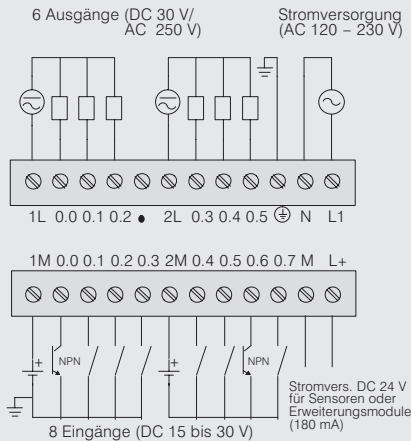 6 Ausgänge (DC 30 V/
AC 250 V)
Stromversorgung
(AC 120 – 230 V)
1L 0.0 0.1 0.2 • 2L 0.3 0.4 0.5 N L1
1M 0.0 0.1 0.2 0.3 2M 0.4 0.5 0.6 0.7 M L+
+ NPN + NPN
Stromvers. DC 24 V
für Sensoren oder
Erweiterungsmodule
(180 mA)
8 Eingänge (DC 15 bis 30 V)